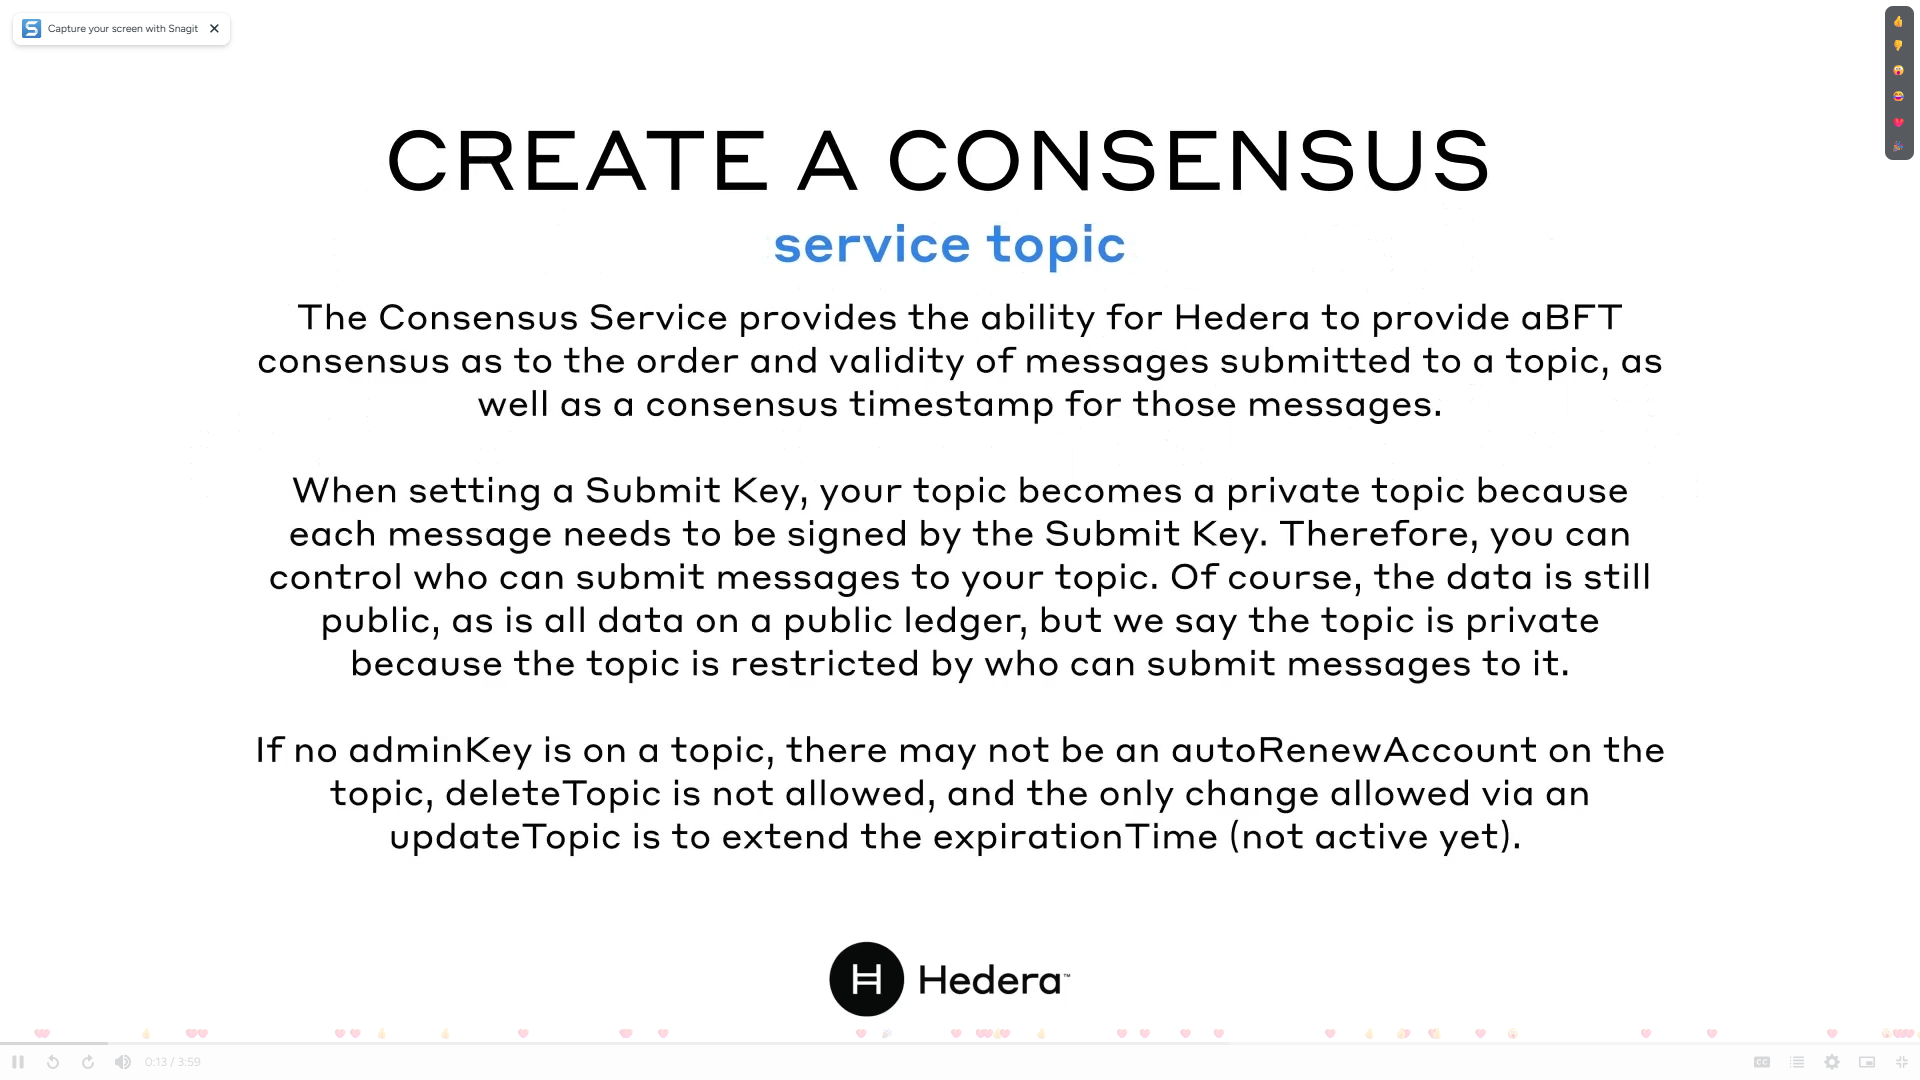 Capture your screen with Snagit
CREATE A CONSENSUS
service topic
The Consensus Service provides the ability for Hedera to provide aBFT
consensus as to the order and validity of messages submitted to a topic, as
well as a consensus timestamp for those messages.
When setting a Submit Key, your topic becomes a private topic because
each message needs to be signed by the Submit Key. Therefore, you can
control who can submit messages to your topic. Of course, the data is still
public, as is all data on a public ledger, but we say the topic is private
because the topic is restricted by who can submit messages to it.
If no adminKey is on a topic, there may not be an autoRenewAccount on the
topic, deleteTopic is not allowed, and the only change allowed via an
updateTopic is to extend the expirationTime (not active yet).
H Hedera™
0:13 / 3:59
CC